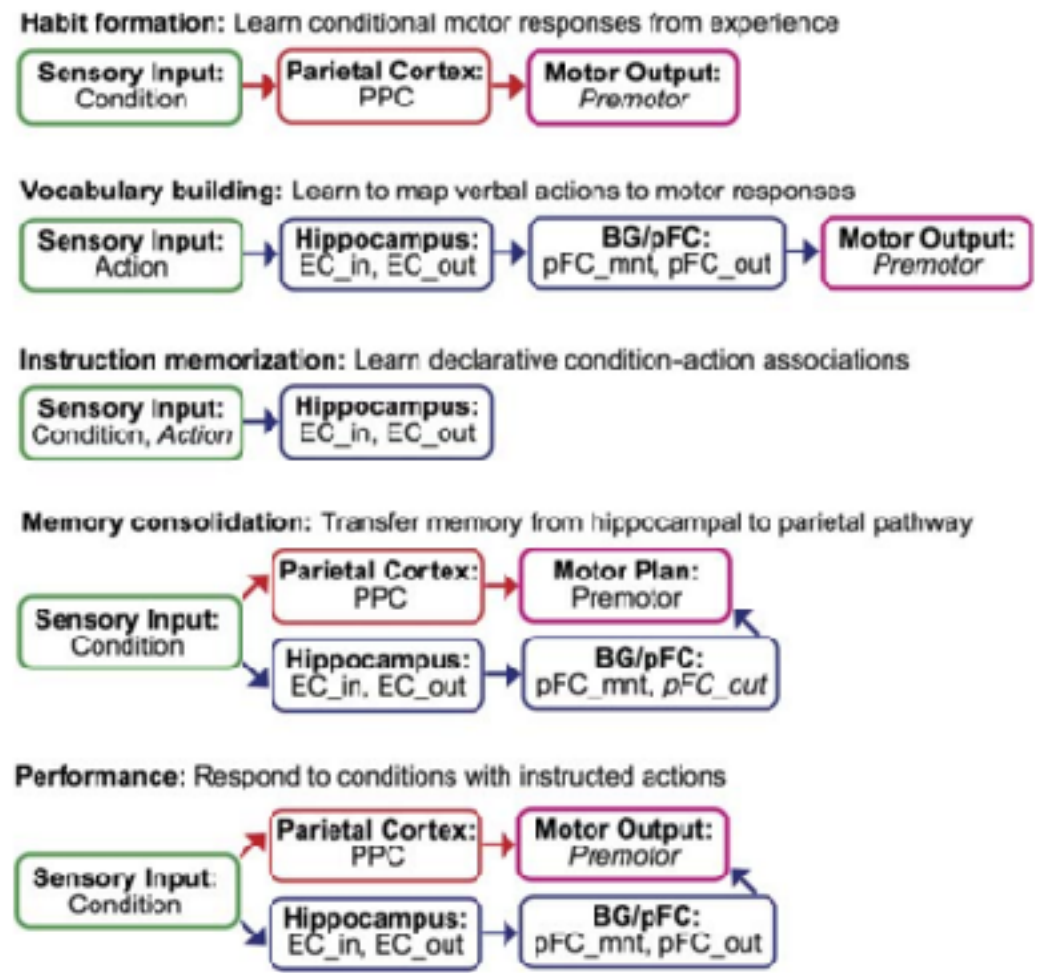 Habit formation: Learn conditional motor responses from experience
Sensory Input:
Condition
Parietal Cortex:
PPC
Motor Output:
Premotor
Vocabulary building: Learn to map verbal actions to motor responses
Sensory Input:
Action
Hippocampus:
EC_in, EC_out
BG/pFC:
pFC_mnt, pFC_out
Motor Output:
Premotor
Instruction memorization: Learn declarative condition–action associations
Sensory Input:
Condition, Action
Hippocampus:
EC_in, EC_out
Memory consolidation: Transfer memory from hippocampal to parietal pathway
Sensory Input:
Condition
Parietal Cortex:
PPC
Motor Plan:
Premotor
Hippocampus:
EC_in, EC_out
BG/pFC:
pFC_mnt, pFC_out
Performance: Respond to conditions with instructed actions
Sensory Input:
Condition
Parietal Cortex:
PPC
Motor Output:
Premotor
Hippocampus:
EC_in, EC_out
BG/pFC:
pFC_mnt, pFC_out